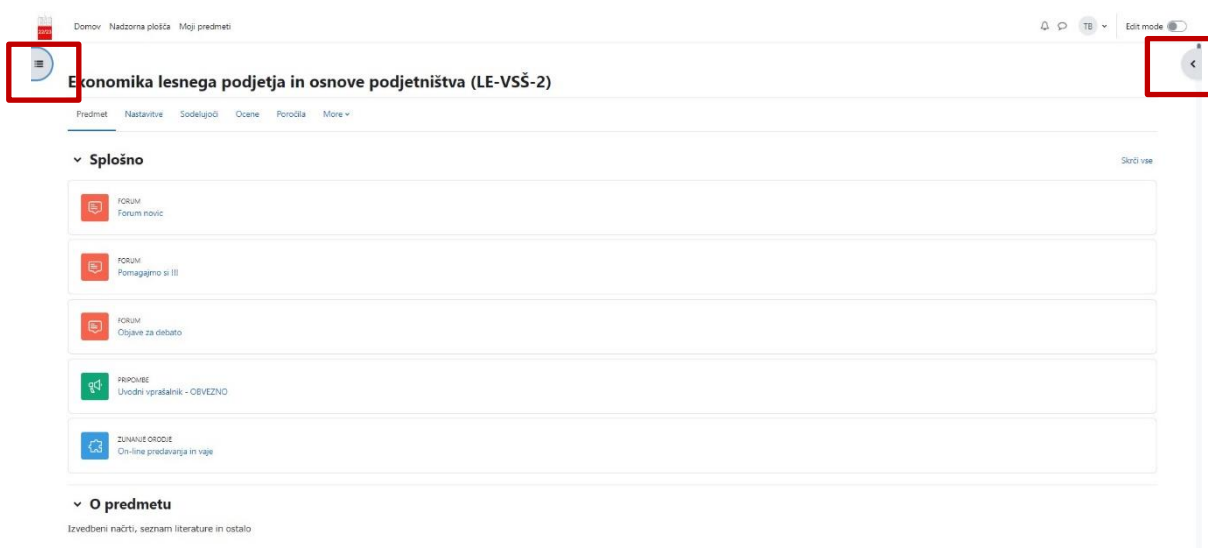 22/23
Domov Nadzorna plošča Moji predmeti
TB Edit mode
Ekonomika lesnega podjetja in osnove podjetništva (LE-VSŠ-2)
Predmet Nastavitve Sodelujoči Ocene Poročila More
Splošno
Skrči vse
FORUM
Forum novic
FORUM
Pomagajmo si !!!
FORUM
Objave za debato
PRIPOMBE
Uvodni vprašalnik - OBVEZNO
ZUNANJE ORODJE
On-line predavanja in vaje
O predmetu
Izvedbeni načrti, seznam literature in ostalo